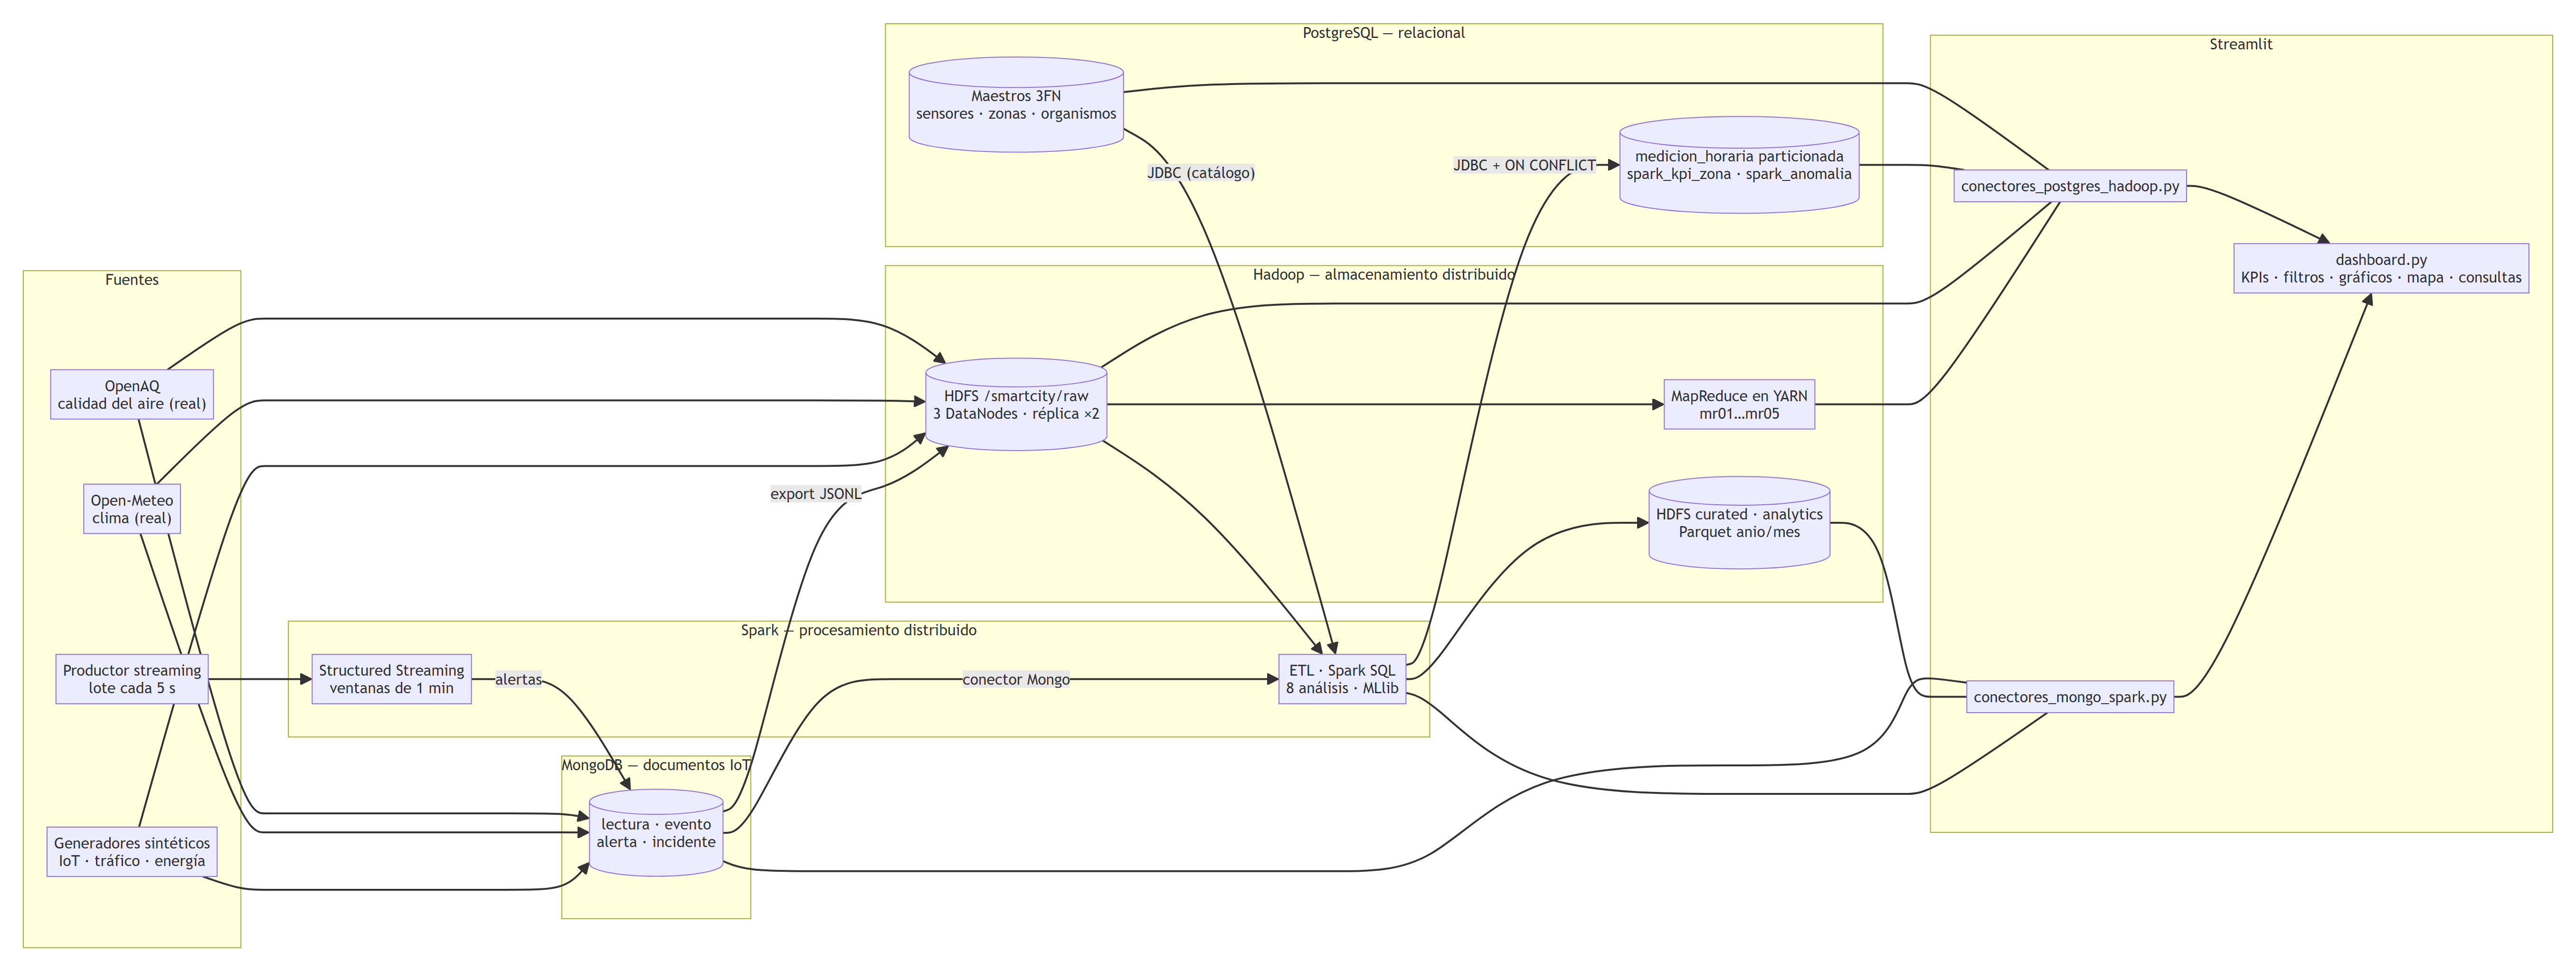 PostgreSQL – relacional
Maestros 3FN
sensores · zonas · organismos
JDBC (catálogo)
JDBC + ON CONFLICT
medicion_horaria particionada
spark_kpi_zona · spark_anomalia
Streamlit
conectores_postgres_hadoop.py
dashboard.py
KPIs · filtros · gráficos · mapa · consultas
conectores_mongo_spark.py
Hadoop – almacenamiento distribuido
HDFS /smartcity/raw
3 DataNodes · réplica ×2
MapReduce en YARN
mr01...mr05
HDFS curated · analytics
Parquet anio/mes
export JSONL
Fuentes
OpenAQ
calidad del aire (real)
Open-Meteo
clima (real)
Productor streaming
lote cada 5 s
Generadores sintéticos
IoT · tráfico · energía
Spark – procesamiento distribuido
Structured Streaming
ventanas de 1 min
alertas
conector Mongo
ETL · Spark SQL
8 análisis · MLlib
MongoDB – documentos IoT
lectura · evento
alerta · incidente